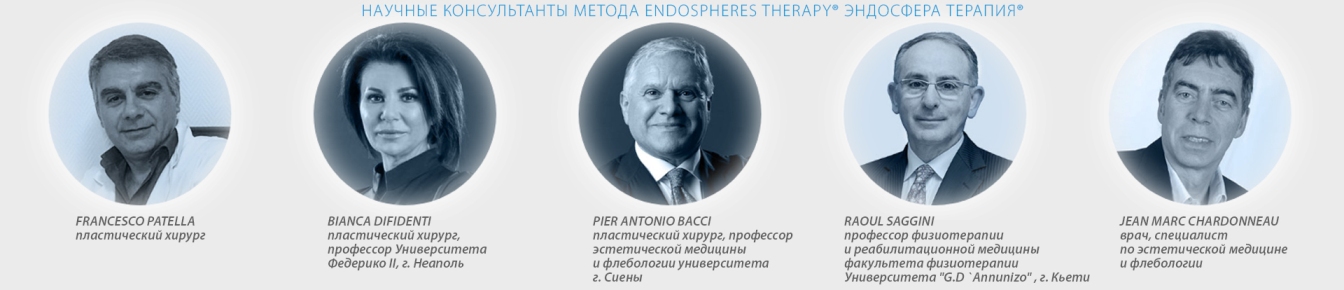 НАУЧНЫЕ КОНСУЛЬТАНТЫ МЕТОДА ENDOSPHERES THERAPY® ЭНДОСФЕРА ТЕРАПИЯ®
FRANCESCO PATELLA
пластический хирург
BIANCA DIFIDENTI
пластический хирург,
профессор Университета
Федерико II, г. Неаполь
PIER ANTONIO BACCI
пластический хирург, профессор
эстетической медицины
и флебологии университета
г. Сиены
RAOUL SAGGINI
профессор физиотерапии
и реабилитационной медицины
факультета физиотерапии
Университета "G.D `Annunizo" , г. Кьети
JEAN MARC CHARDONNEAU
врач, специалист
по эстетической медицине
и флебологии